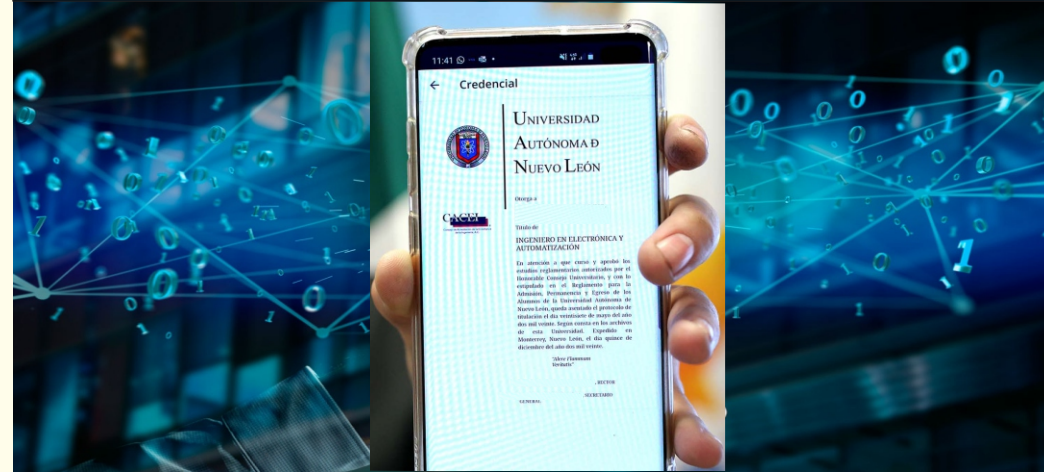 11:41
← Credencial
UNIVERSIDAD
AUTÓNOMA Ð
NUEVO LEÓN
Otorga a
CACEI
Título de
INGENIERO EN ELECTRÓNICA Y
AUTOMATIZACIÓN
En atención a que curso y aprobó los
estudios reglamentarios autorizados por el
Honorable Consejo Universitario, y con lo
estipulado en el Reglamento para la
Admisión, Permanencia y Egreso de los
Alumnos de la Universidad Autónoma de
Nuevo León, queda asentado el protocolo de
titulación el día veintisiete de mayo del año
dos mil veinte. Según consta en los archivos
de esta Universidad. Expedido en
Monterrey, Nuevo León, el día quince de
diciembre del año dos mil veinte.
"Alere Flammam
Veritatis"
, RECTOR
SECRETARIO
GENERAL